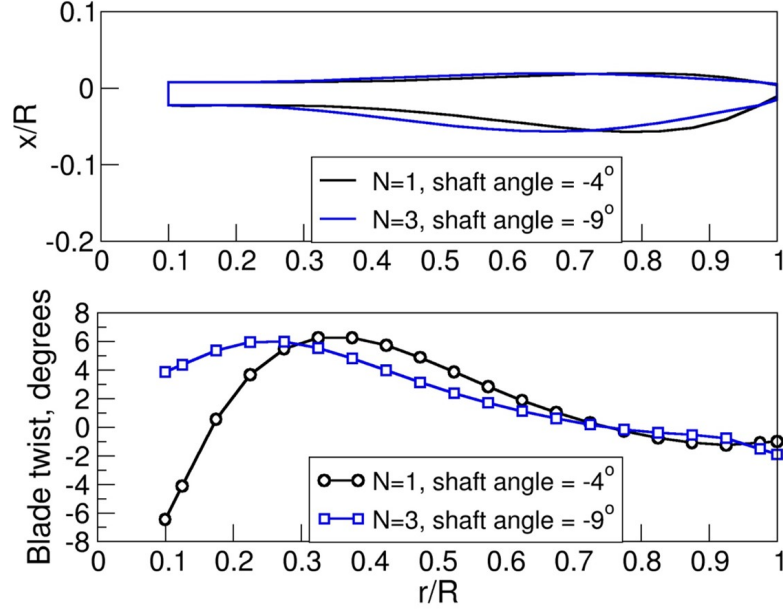 0.1
0
-0.1
-0.2
x/R
N=1, shaft angle = -4°
N=3, shaft angle = -9°
0 0.1 0.2 0.3 0.4 0.5 0.6 0.7 0.8 0.9 1
8
6
4
2
0
-2
-4
-6
-8
Blade twist, degrees
N=1, shaft angle = -4°
N=3, shaft angle = -9°
0 0.1 0.2 0.3 0.4 0.5 0.6 0.7 0.8 0.9 1
r/R